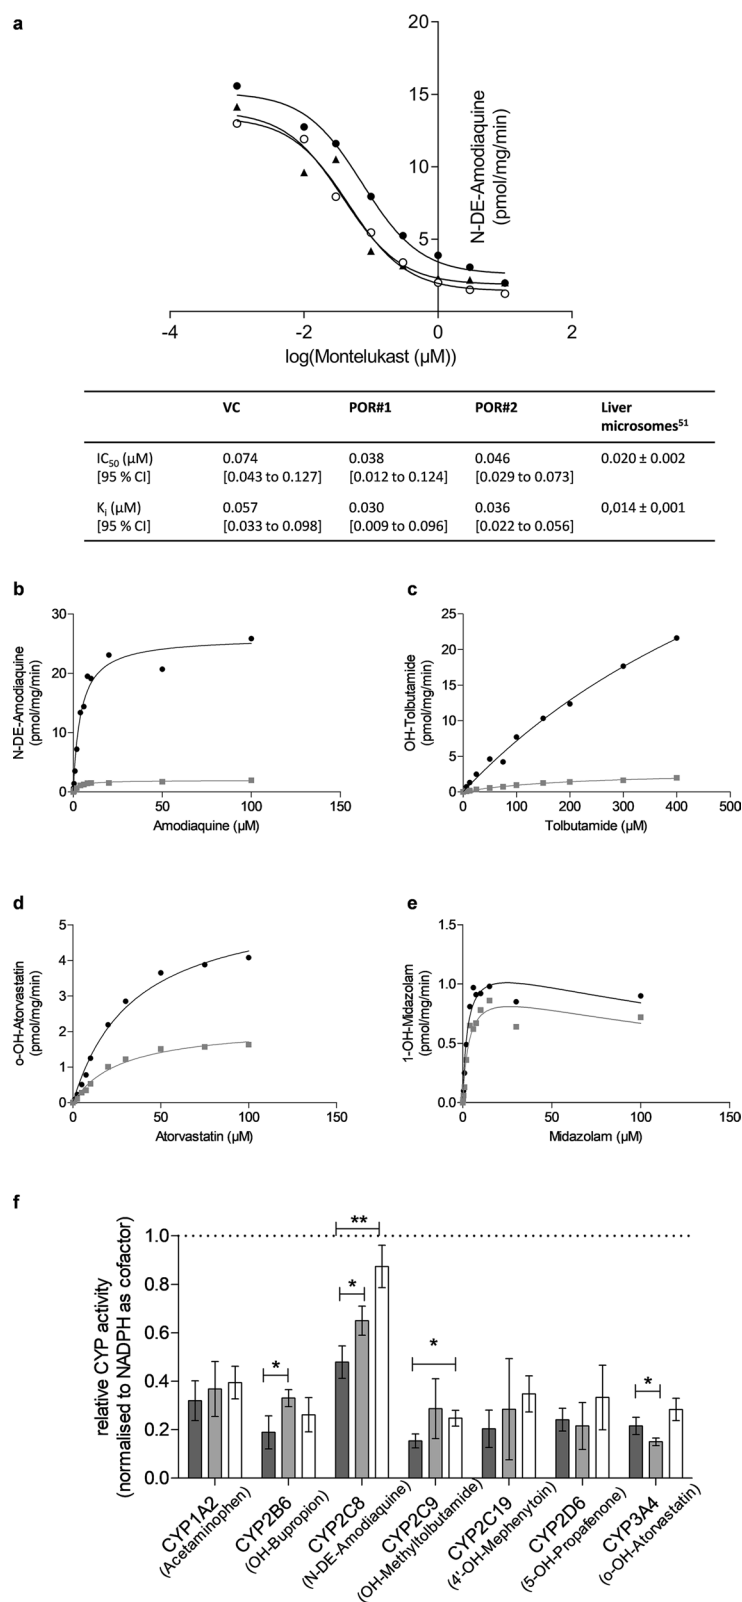 a
20
15
10
5
N-DE-Amodiaquine
(pmol/mg/min)
-4 -2 0 2
log(Montelukast (µM))
VC POR#1 POR#2 Liver
microsomes51
IC50 (µM) 0.074 0.038 0.046 0.020 ± 0.002
[95 % CI] [0.043 to 0.127] [0.012 to 0.124] [0.029 to 0.073]
Ki (µM) 0.057 0.030 0.036 0,014 ± 0,001
[95 % CI] [0.033 to 0.098] [0.009 to 0.096] [0.022 to 0.056]
b
30
20
10
0
N-DE-Amodiaquine
(pmol/mg/min)
0 50 100 150
Amodiaquine (µM)
c
25
20
15
10
5
0
OH-Tolbutamide
(pmol/mg/min)
0 100 200 300 400 500
Tolbutamide (µM)
d
5
4
3
2
1
0
o-OH-Atorvastatin
(pmol/mg/min)
0 50 100 150
Atorvastatin (µM)
e
1.5
1.0
0.5
0.0
1-OH-Midazolam
(pmol/mg/min)
0 50 100 150
Midazolam (µM)
f
relative CYP activity
(normalised to NADPH as cofactor)
1.0
0.8
0.6
0.4
0.2
0.0
*
**
*
*
*
CYP1A2
(Acetaminophen)
CYP2B6
(OH-Bupropion)
CYP2C8
(N-DE-Amodiaquine)
CYP2C9
(OH-Methyltolbutamide)
CYP2C19
(4'-OH-Mephenytoin)
CYP2D6
(5-OH-Propafenone)
CYP3A4
(o-OH-Atorvastatin)